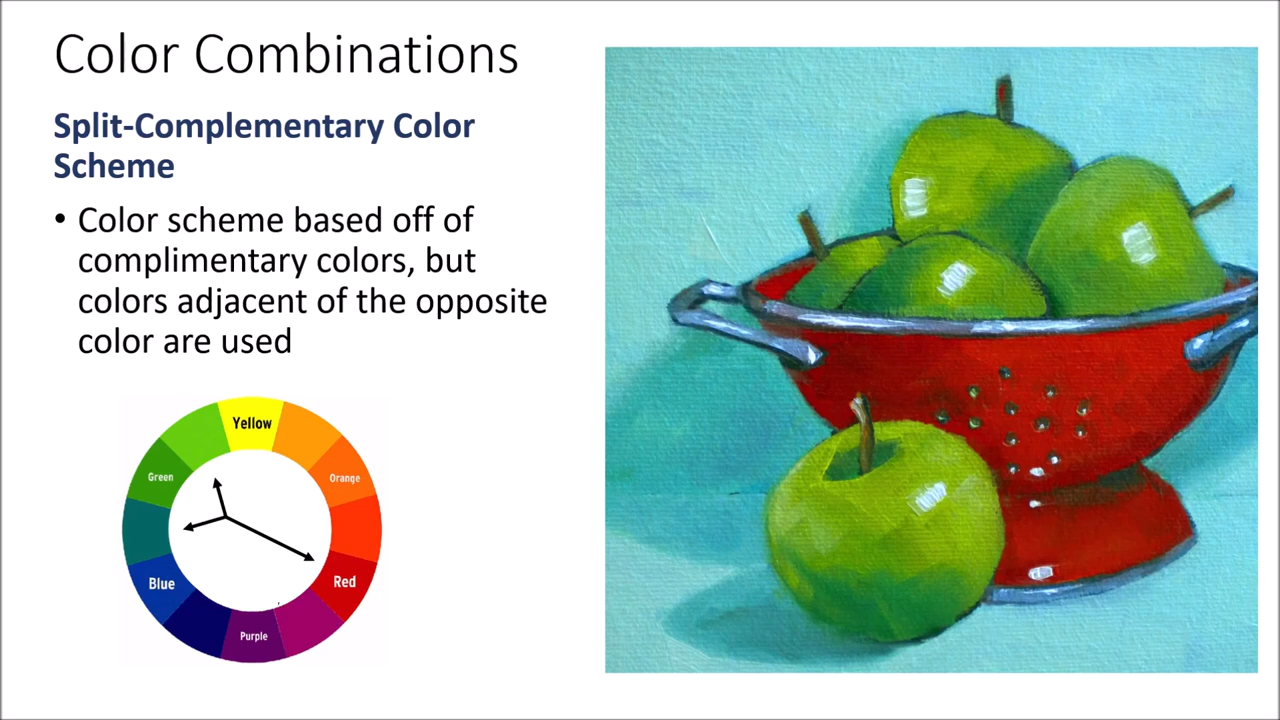 Color Combinations
Split-Complementary Color
Scheme
• Color scheme based off of
complimentary colors, but
colors adjacent of the opposite
color are used
Yellow
Green
Orange
Blue
Red
Purple